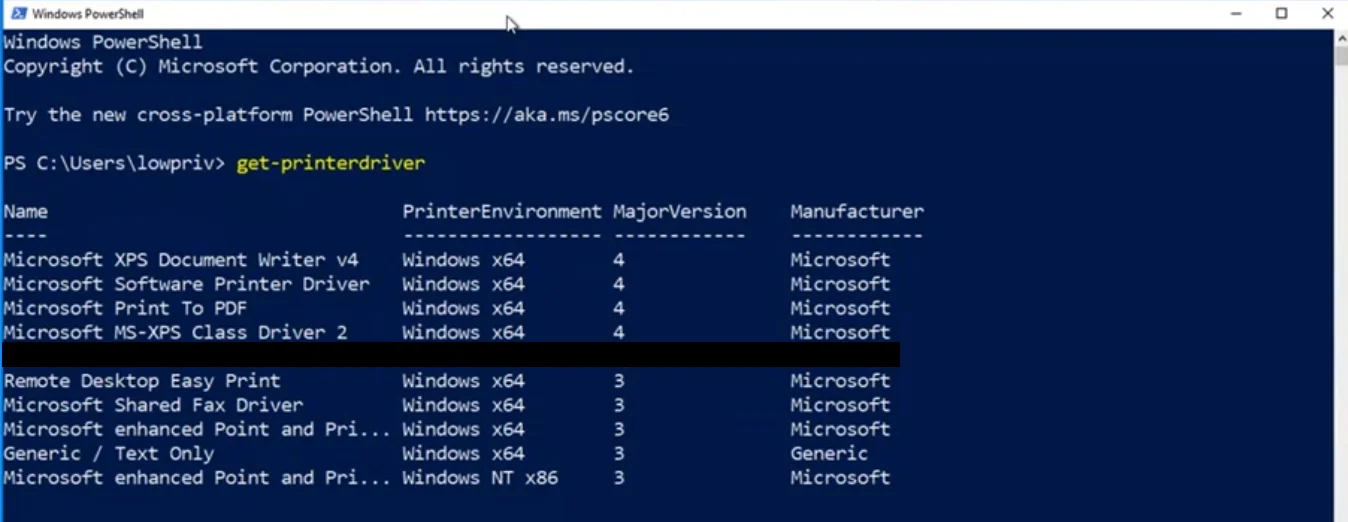 Windows PowerShell
Windows PowerShell
Copyright (C) Microsoft Corporation. All rights reserved.
Try the new cross-platform PowerShell https://aka.ms/pscore6
PS C:\Users\lowpriv> get-printerdriver
Name PrinterEnvironment MajorVersion Manufacturer
---- ------------------ ------------ ------------
Microsoft XPS Document Writer v4 Windows x64 4 Microsoft
Microsoft Software Printer Driver Windows x64 4 Microsoft
Microsoft Print To PDF Windows x64 4 Microsoft
Microsoft MS-XPS Class Driver 2 Windows x64 4 Microsoft
Remote Desktop Easy Print Windows x64 3 Microsoft
Microsoft Shared Fax Driver Windows x64 3 Microsoft
Microsoft enhanced Point and Pri... Windows x64 3 Microsoft
Generic / Text Only Windows x64 3 Generic
Microsoft enhanced Point and Pri... Windows NT x86 3 Microsoft